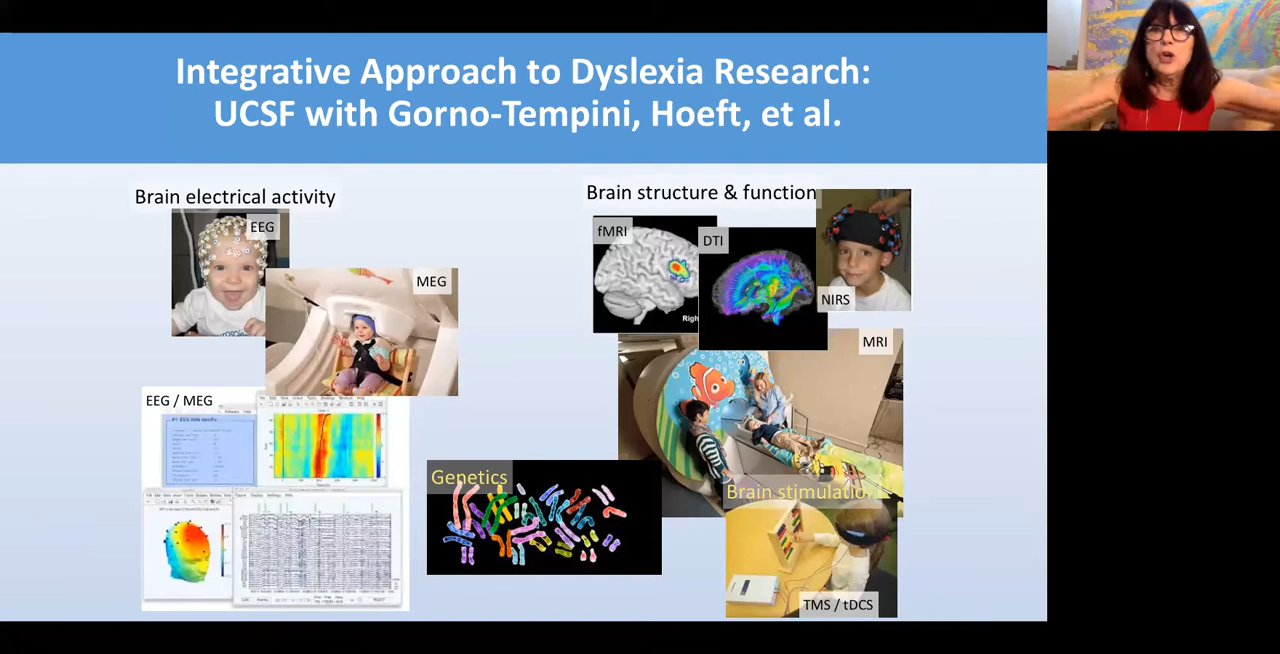 Integrative Approach to Dyslexia Research:
UCSF with Gorno-Tempini, Hoeft, et al.
Brain electrical activity
EEG
MEG
EEG / MEG
Brain structure & function
fMRI
Righ
DTI
NIRS
MRI
Genetics
Brain stimulation
TMS / tDCS